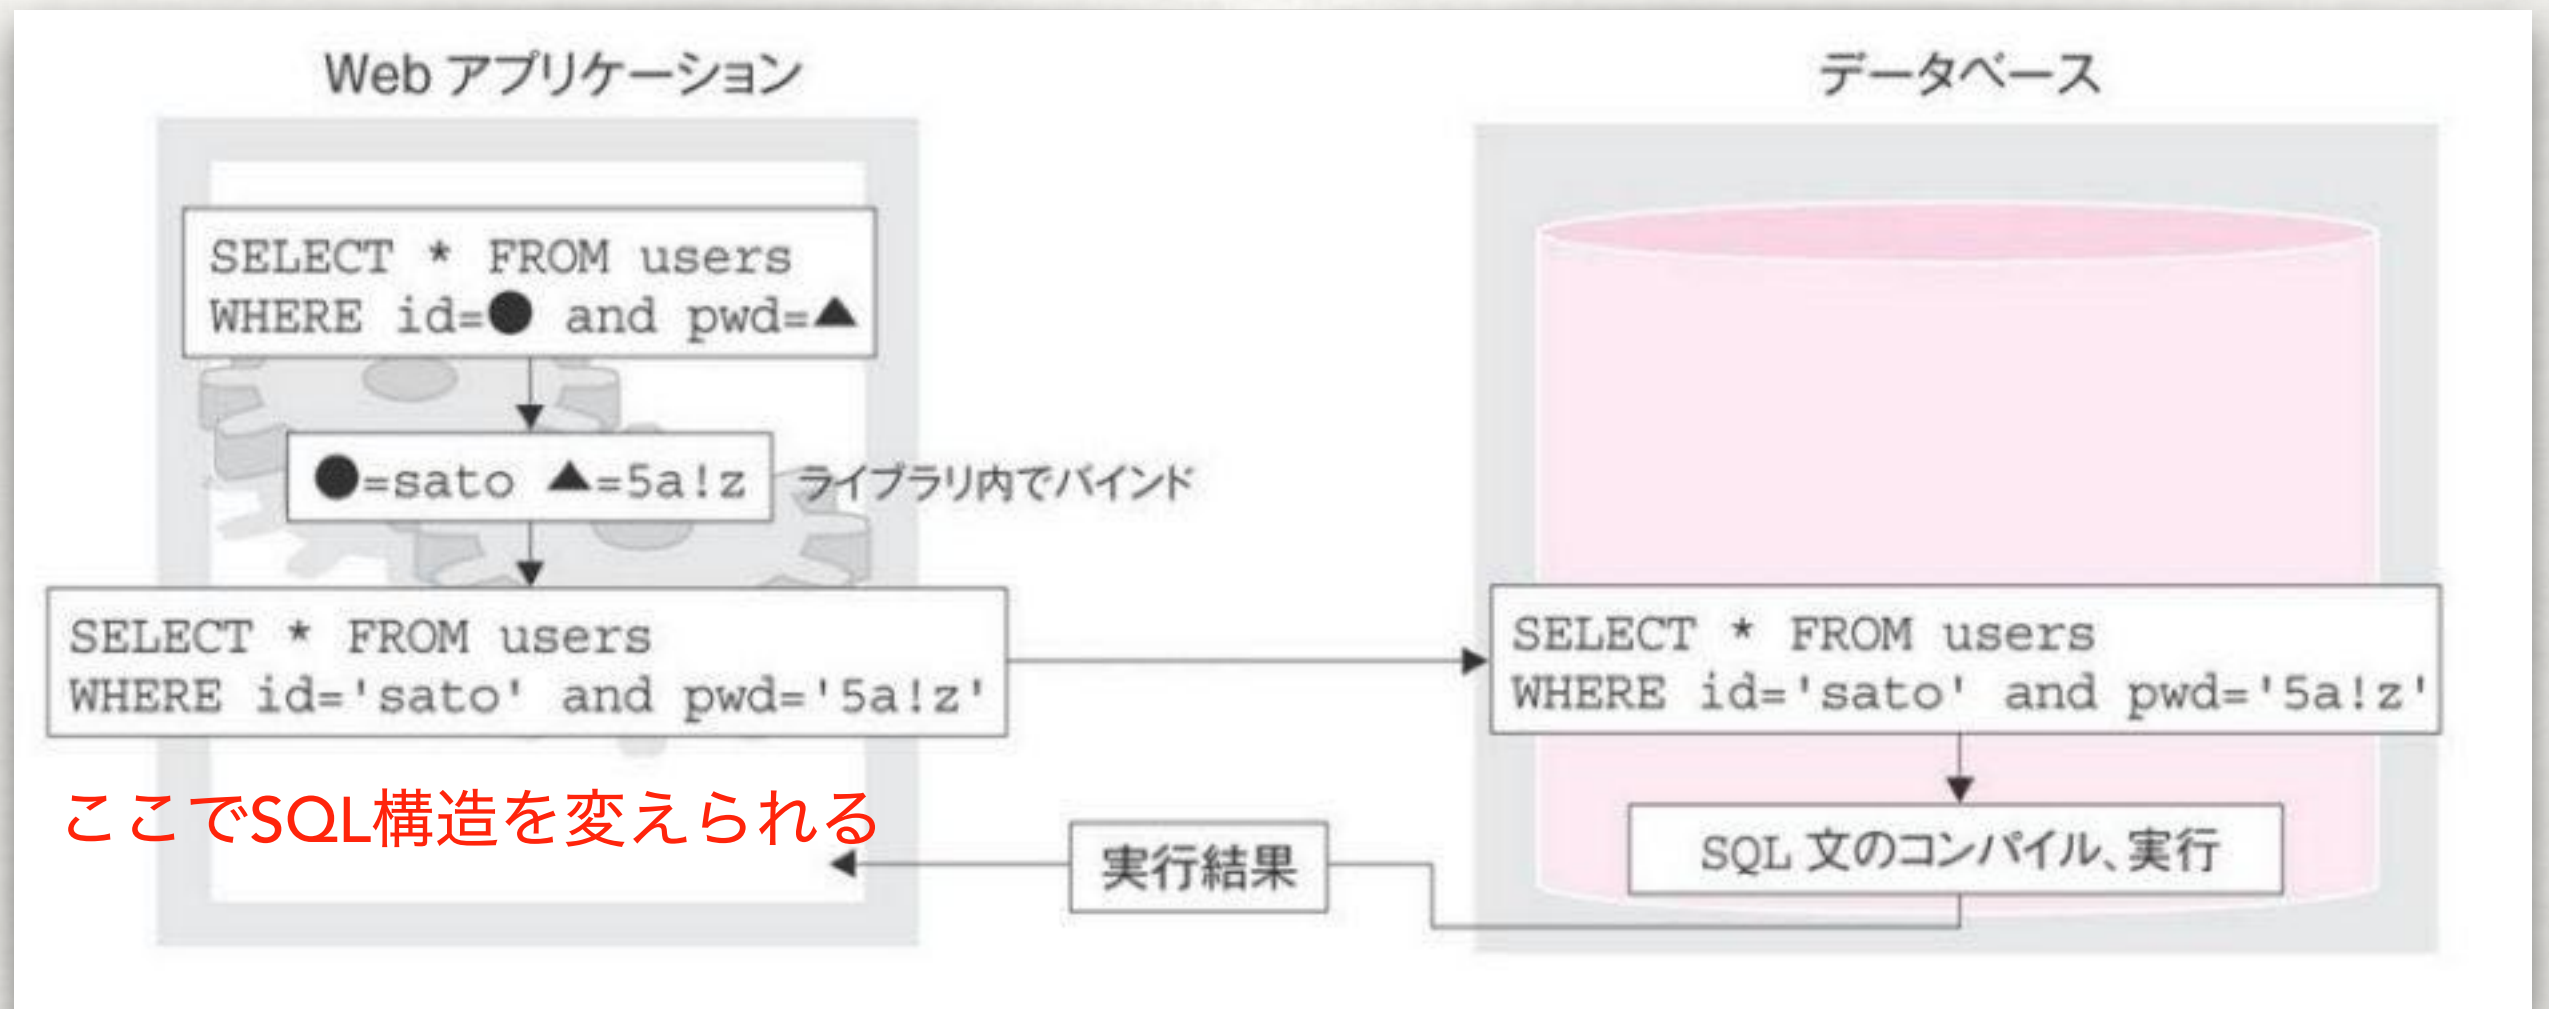 Web アプリケーション
データベース
SELECT * FROM users
WHERE id=● and pwd=▲
●=sato ▲=5a!z
ライブラリ内でバインド
SELECT * FROM users
WHERE id='sato' and pwd='5a!z'
SELECT * FROM users
WHERE id='sato' and pwd='5a!z'
ここでSQL構造を変えられる
SQL 文のコンパイル、実行
実行結果